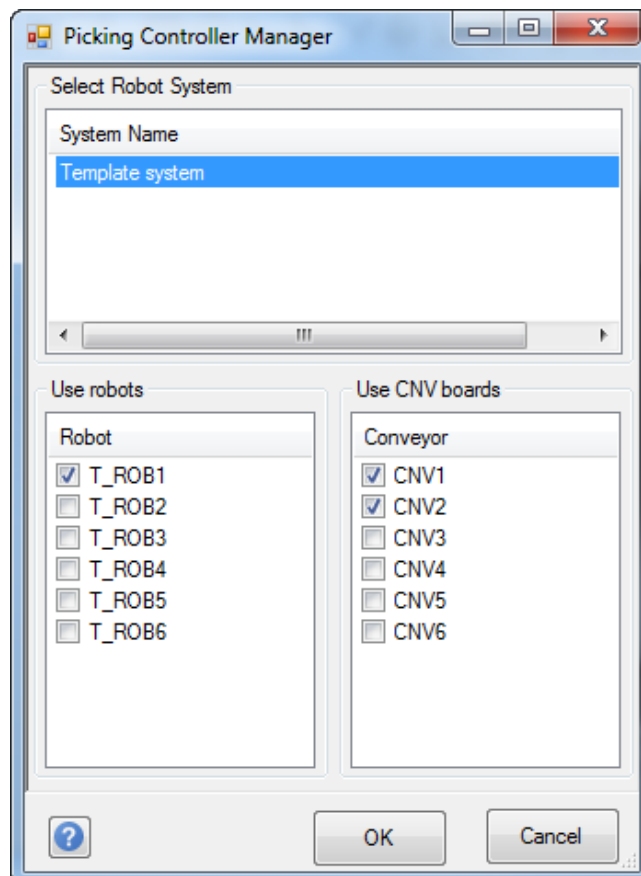 Picking Controller Manager
Select Robot System
System Name
Template system
Use robots
Robot
T_ROB1
T_ROB2
T_ROB3
T_ROB4
T_ROB5
T_ROB6
Use CNV boards
Conveyor
CNV1
CNV2
CNV3
CNV4
CNV5
CNV6
?
OK
Cancel